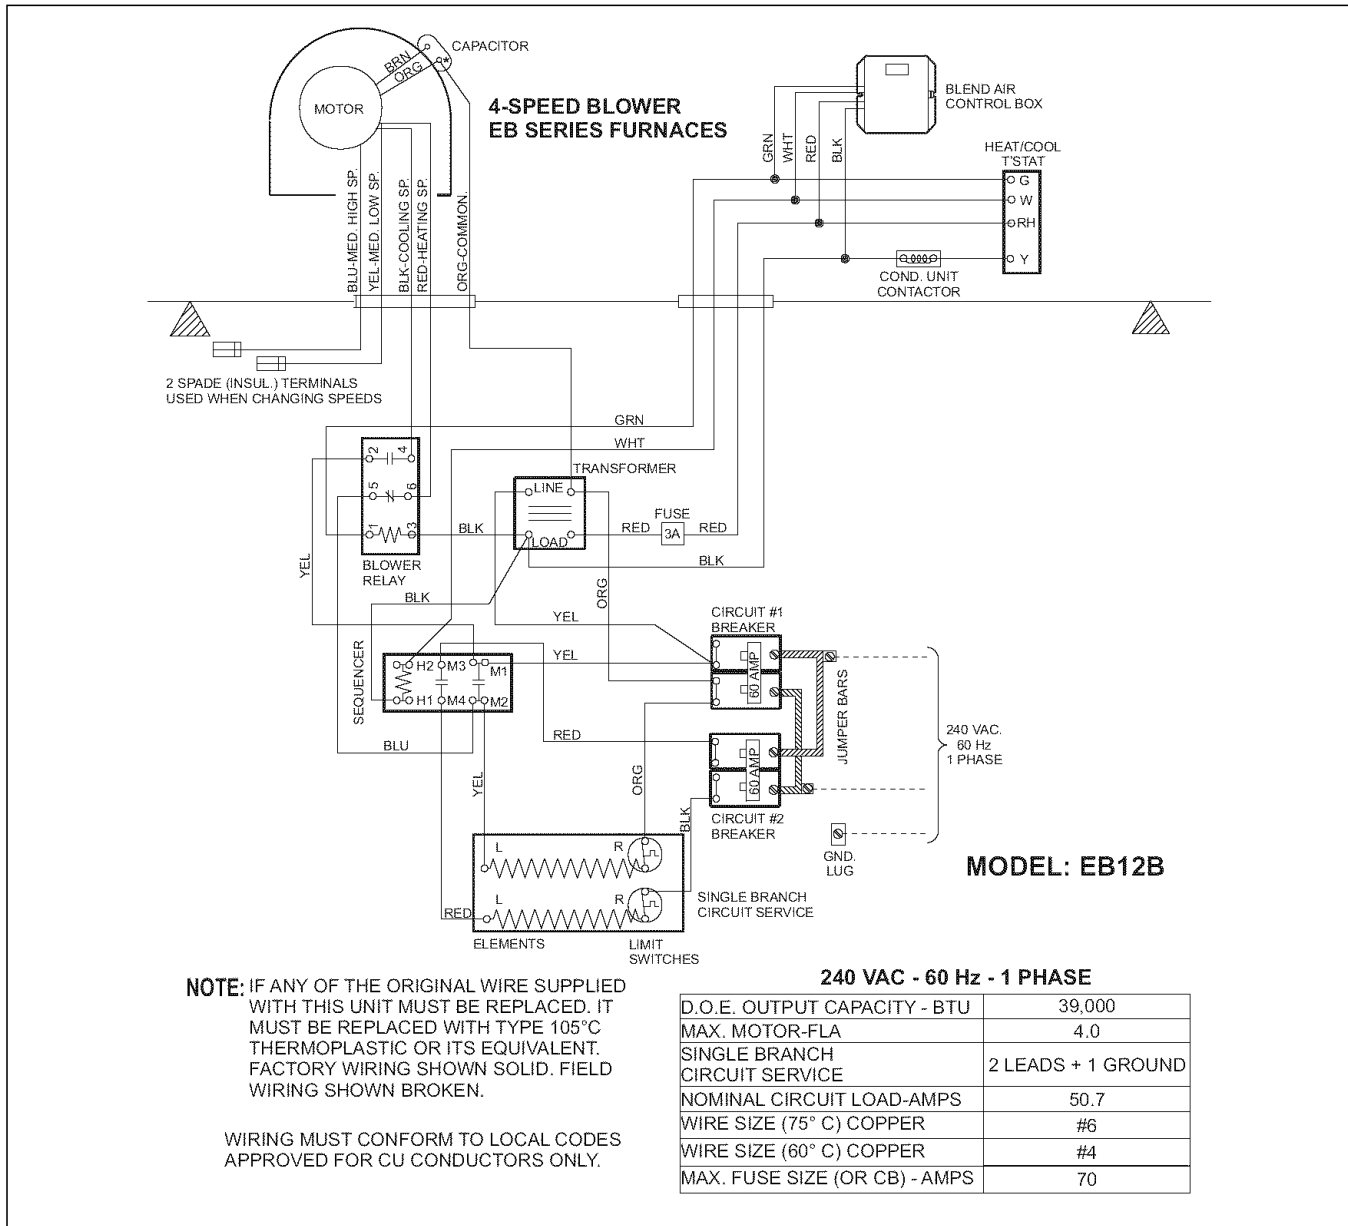 CAPACITOR
BRN
ORG
*
MOTOR
4-SPEED BLOWER
EB SERIES FURNACES
BLEND AIR
CONTROL BOX
GRN
WHT
RED
BLK
HEAT/COOL
T'STAT
G
W
RH
Y
COND. UNIT
CONTACTOR
BLU-MED. HIGH SP.
YEL-MED. LOW SP.
BLK-COOLING SP.
RED-HEATING SP.
ORG-COMMON.
2 SPADE (INSUL.) TERMINALS
USED WHEN CHANGING SPEEDS
GRN
WHT
2
4
5
6
1
3
BLOWER
RELAY
TRANSFORMER
LINE
LOAD
BLK
RED
FUSE
3A
RED
BLK
YEL
BLK
ORG
YEL
YEL
SEQUENCER
H2
M3
M1
H1
M4
M2
BLU
RED
YEL
ORG
BLK
CIRCUIT #1
BREAKER
60 AMP
60 AMP
CIRCUIT #2
BREAKER
JUMPER BARS
240 VAC.
60 Hz
1 PHASE
GND.
LUG
MODEL: EB12B
L
R
L
R
RED
ELEMENTS
LIMIT
SWITCHES
SINGLE BRANCH
CIRCUIT SERVICE
NOTE: IF ANY OF THE ORIGINAL WIRE SUPPLIED
WITH THIS UNIT MUST BE REPLACED. IT
MUST BE REPLACED WITH TYPE 105°C
THERMOPLASTIC OR ITS EQUIVALENT.
FACTORY WIRING SHOWN SOLID. FIELD
WIRING SHOWN BROKEN.
WIRING MUST CONFORM TO LOCAL CODES
APPROVED FOR CU CONDUCTORS ONLY.
240 VAC - 60 Hz - 1 PHASE
D.O.E. OUTPUT CAPACITY - BTU 39,000
MAX. MOTOR-FLA 4.0
SINGLE BRANCH
CIRCUIT SERVICE 2 LEADS + 1 GROUND
NOMINAL CIRCUIT LOAD-AMPS 50.7
WIRE SIZE (75° C) COPPER #6
WIRE SIZE (60° C) COPPER #4
MAX. FUSE SIZE (OR CB) - AMPS 70